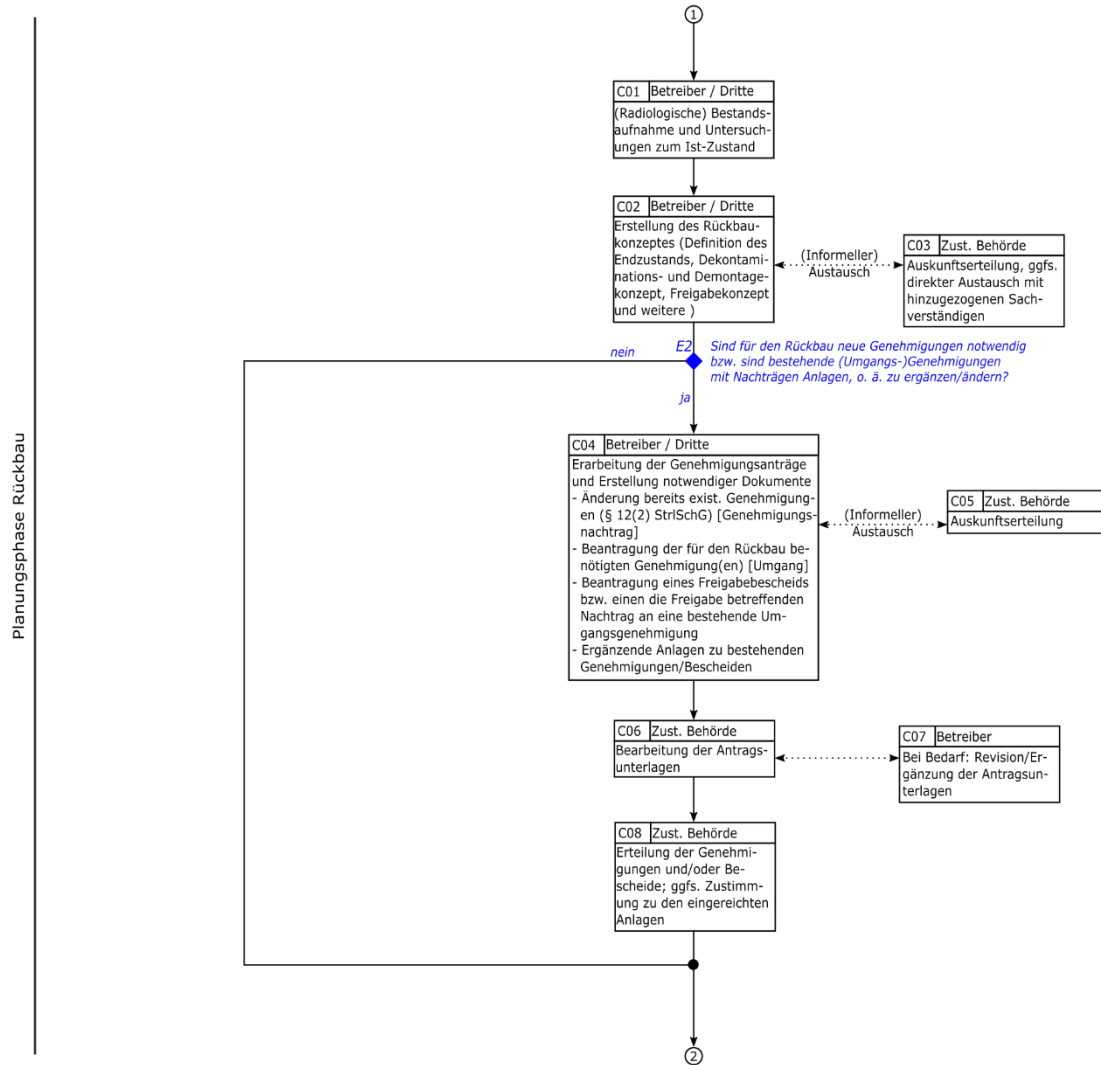 1
C01 Betreiber / Dritte
(Radiologische) Bestands-
aufnahme und Untersuch-
ungen zum Ist-Zustand
C02 Betreiber / Dritte
Erstellung des Rückbau-
konzeptes (Definition des
Endzustands, Dekontami-
nations- und Demontage-
konzept, Freigabekonzept
und weitere )
(Informeller)
Austausch
C03 Zust. Behörde
Auskunftserteilung, ggfs.
direkter Austausch mit
hinzugezogenen Sach-
verständigen
nein
E2
Sind für den Rückbau neue Genehmigungen notwendig
bzw. sind bestehende (Umgangs-)Genehmigungen
mit Nachträgen Anlagen, o. ä. zu ergänzen/ändern?
ja
C04 Betreiber / Dritte
Erarbeitung der Genehmigungsanträge
und Erstellung notwendiger Dokumente
- Änderung bereits exist. Genehmigung-
en (§ 12(2) StrlSchG) [Genehmigungs-
nachtrag]
- Beantragung der für den Rückbau be-
nötigten Genehmigung(en) [Umgang]
- Beantragung eines Freigabebescheids
bzw. einen die Freigabe betreffenden
Nachtrag an eine bestehende Um-
gangsgenehmigung
- Ergänzende Anlagen zu bestehenden
Genehmigungen/Bescheiden
(Informeller)
Austausch
C05 Zust. Behörde
Auskunftserteilung
C06 Zust. Behörde
Bearbeitung der Antrags-
unterlagen
C07 Betreiber
Bei Bedarf: Revision/Er-
gänzung der Antragsun-
terlagen
C08 Zust. Behörde
Erteilung der Genehmi-
gungen und/oder Be-
scheide; ggfs. Zustimm-
ung zu den eingereichten
Anlagen
2
Planungsphase Rückbau